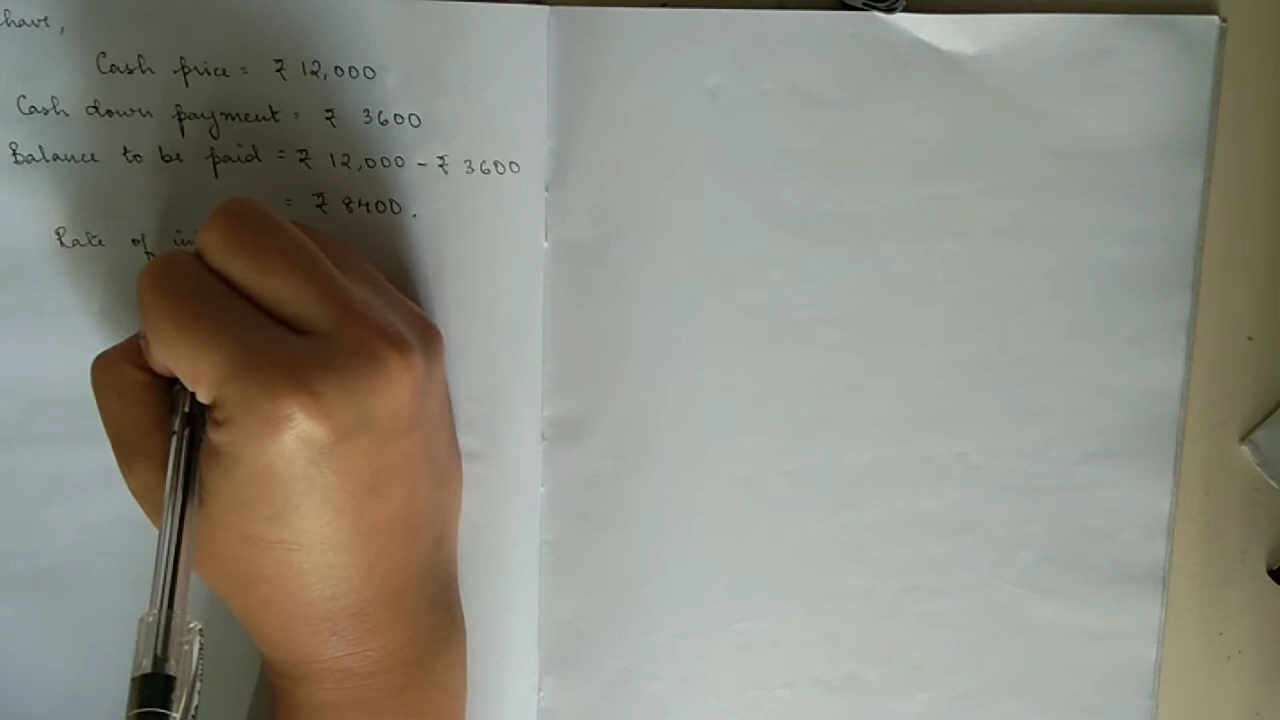 have,
Cash price = ₹ 12,000
Cash down payment = ₹ 3600
Balance to be paid = ₹ 12,000 - ₹ 3600
= ₹ 8400.
Rate of